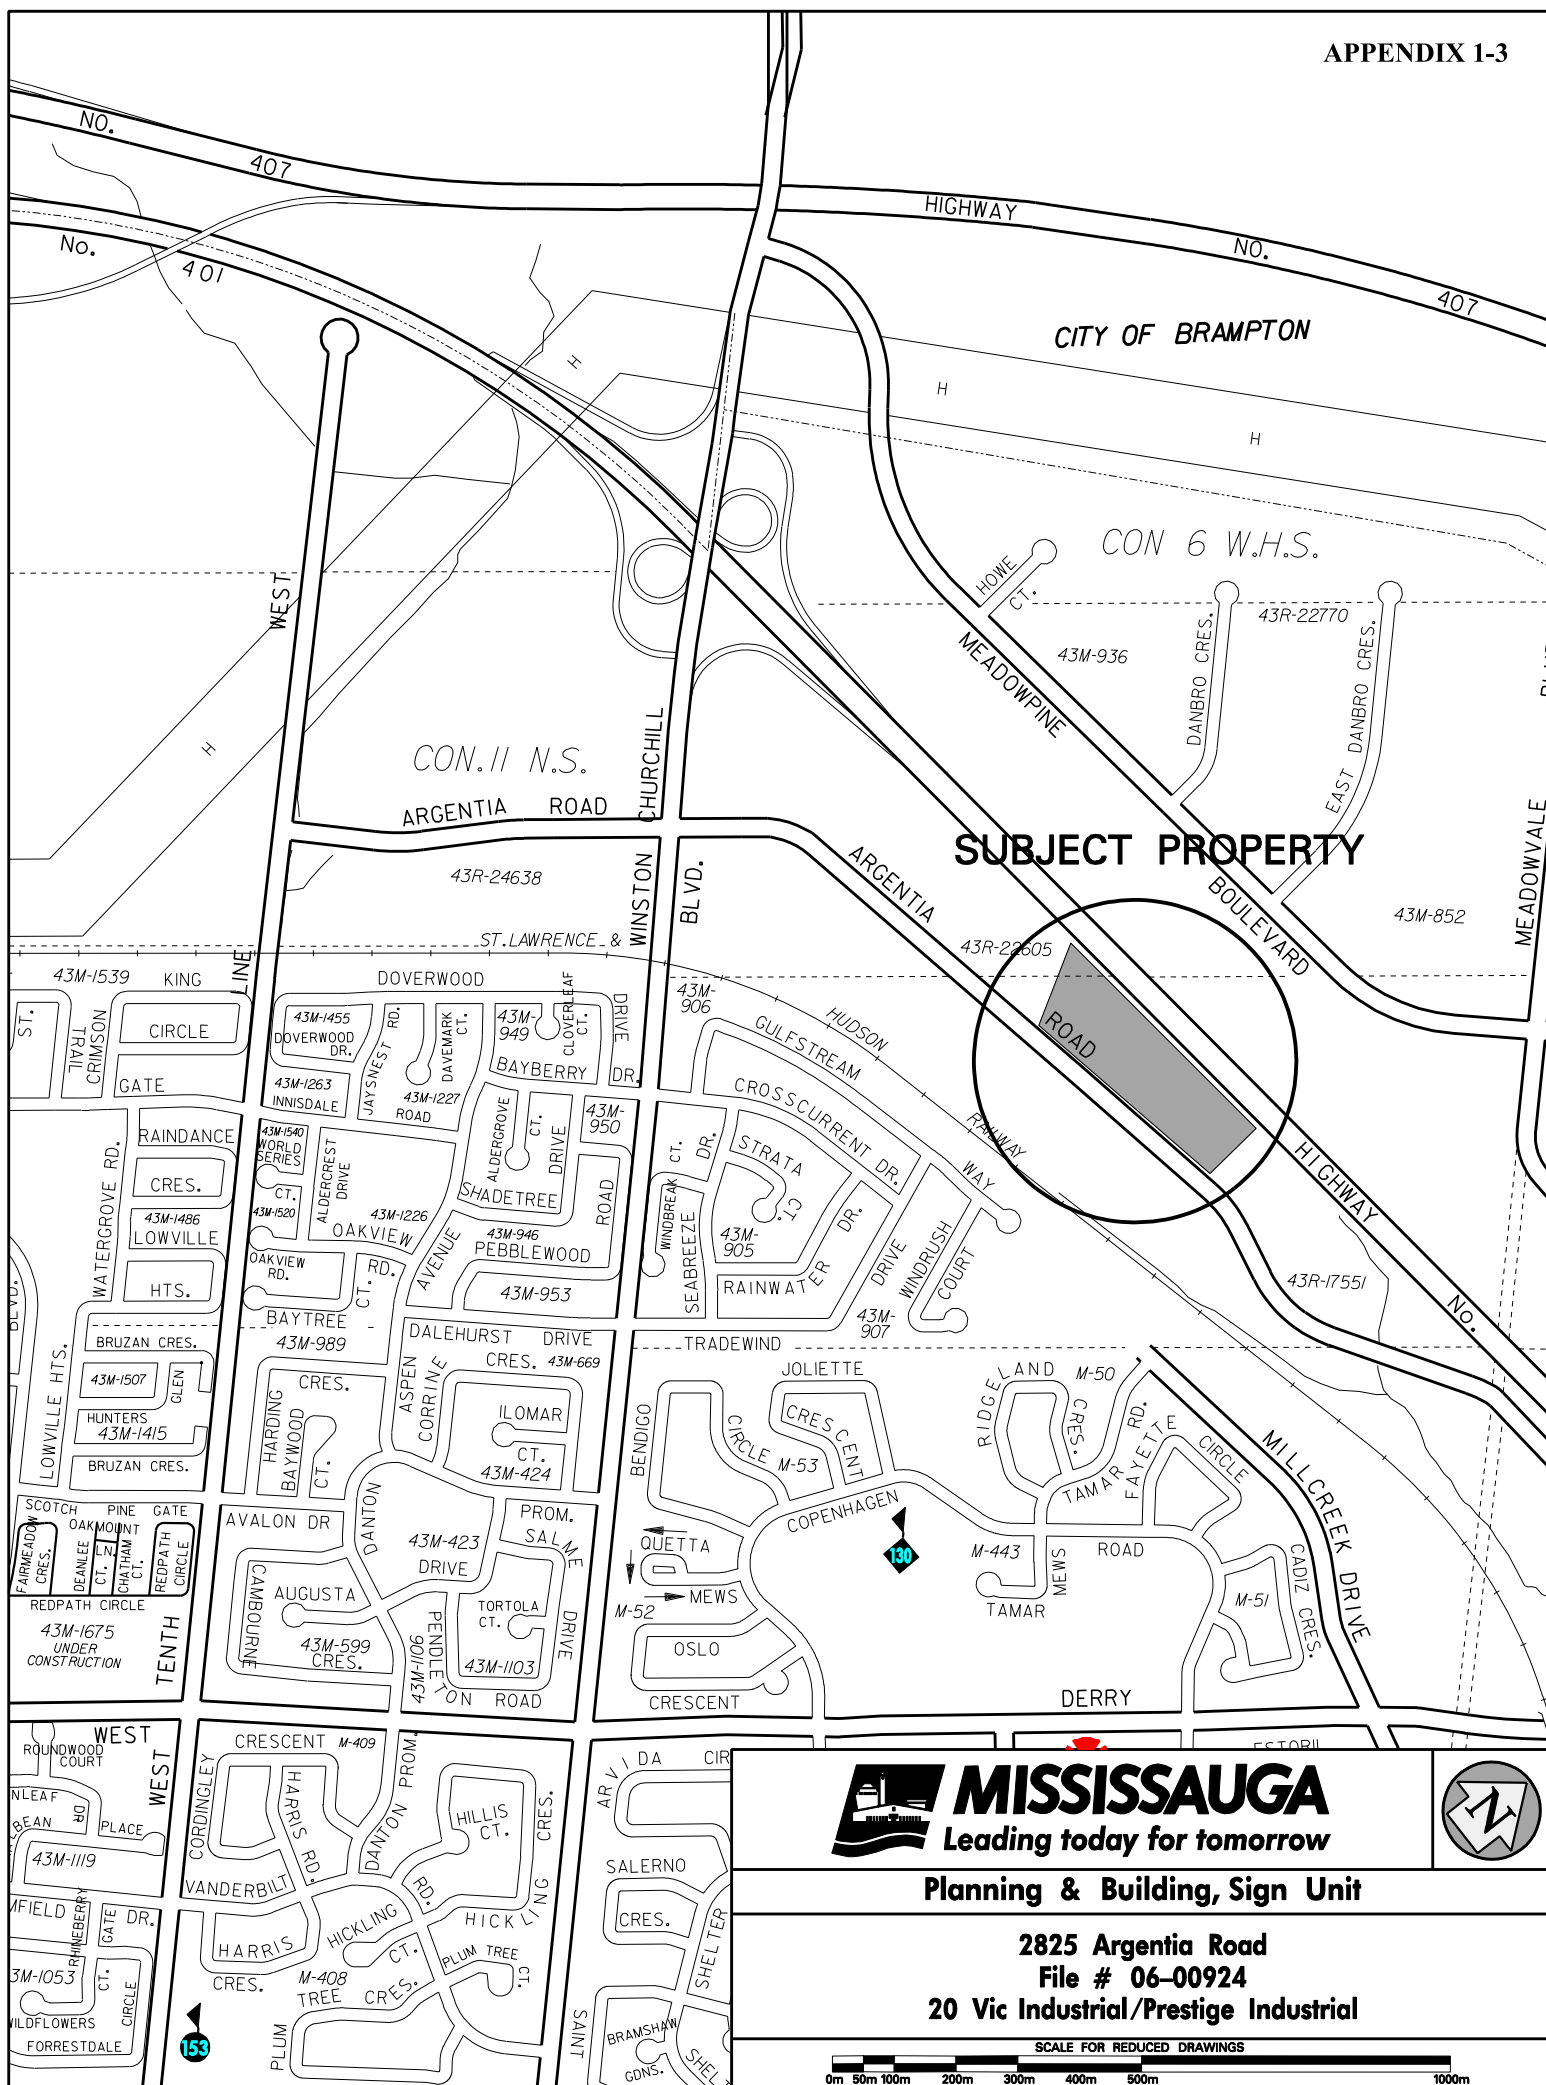 APPENDIX 1-3
NO.
407
HIGHWAY
NO.
407
No.
401
CITY OF BRAMPTON
H
H
H
CON 6 W.H.S.
HOWE
CT.
43R-22770
43M-936
DANBRO CRES.
EAST DANBRO CRES.
MEADOWPINE
WEST
H
CON.11 N.S.
CHURCHILL
ARGENTIA ROAD
ARGENTIA
SUBJECT PROPERTY
BOULEVARD
MEADOWVALE
43R-24638
WINSTON
BLVD.
43M-852
43R-22605
ST.LAWRENCE &
HUDSON
RAILWAY
ROAD
HIGHWAY
No.
43R-17551
LINE
43M-1539
KING
CIRCLE
ST.
TRAIL
CRIMSON
GATE
DOVERWOOD
DRIVE
43M-1455
DOVERWOOD
DR.
JAYSNEST RD.
DAVEMARK
CT.
43M-
949
CLOVERLEAF
CT.
BAYBERRY
DR.
43M-1263
INNISDALE
43M-1227
ROAD
43M-
950
43M-
906
GULFSTREAM
WAY
CROSSCURRENT DR.
RAINDANCE
CRES.
WATERGROVE RD.
43M-1540
WORLD
SERIES
CT.
43M-1520
ALDERCREST
DRIVE
ALDERGROVE
CT.
DRIVE
SHADETREE
ROAD
43M-1226
OAKVIEW
RD.
AVENUE
43M-946
PEBBLEWOOD
43M-953
43M-1486
LOWVILLE
HTS.
OAKVIEW
RD.
CT.
BAYTREE
43M-989
DR.
STRATA
CT.
WINDBREAK
CT.
SEABREEZE
43M-
905
RAINWATER
DR.
DRIVE
WINDRUSH
COURT
43M-
907
TRADEWIND
BLVD.
LOWVILLE HTS.
BRUZAN CRES.
43M-1507
GLEN
HUNTERS
43M-1415
BRUZAN CRES.
DALEHURST DRIVE
CRES.
43M-669
CRES.
ASPEN
CORRINE
HARDING
BAYWOOD
CT.
ILOMAR
CT.
43M-424
JOLIETTE
CRESCENT
BENDIGO
CIRCLE
M-53
RIDGELAND
CRES.
M-50
TAMAR
RD.
FAYETTE
CIRCLE
MILLCREEK DRIVE
SCOTCH PINE GATE
OAKMOUNT
LN.
FAIRMEADOW
CRES.
DEANLEE
CT.
CHATHAM
CT.
REDPATH
CIRCLE
REDPATH CIRCLE
43M-1675
UNDER
CONSTRUCTION
TENTH
AVALON DR
DANTON
43M-423
DRIVE
PROM.
SALME
DRIVE
AUGUSTA
CAMBOURNE
43M-599
CRES.
43M-1106
PENDLETON ROAD
TORTOLA
CT.
43M-1103
COPENHAGEN
ROAD
130
QUETTA
MEWS
M-52
OSLO
CRESCENT
M-443
MEWS
TAMAR
M-51
CADIZ CRES.
DERRY
WEST
WEST
ROUNDWOOD
COURT
PLACE
43M-1119
CORDINGLEY
CRESCENT
M-409
HARRIS RD.
DANTON PROM.
HILLIS
CT.
CRES.
VANDERBILT
RD.
HICKLING
HICKLING
CT.
HARRIS
CRES.
M-408
PLUM TREE
CT.
TREE CRES.
PLUM
DR.
RHINEBERRY
GATE
CT.
CIRCLE
FORRESTDALE
153
ARVIDA
SALERNO
CRES.
SHELTER
SAINT
BRAMSHAW
GDNS.
MISSISSAUGA
Leading today for tomorrow
N
Planning & Building, Sign Unit
2825 Argentia Road
File # 06-00924
20 Vic Industrial/Prestige Industrial
SCALE FOR REDUCED DRAWINGS
0m 50m 100m 200m 300m 400m 500m 1000m